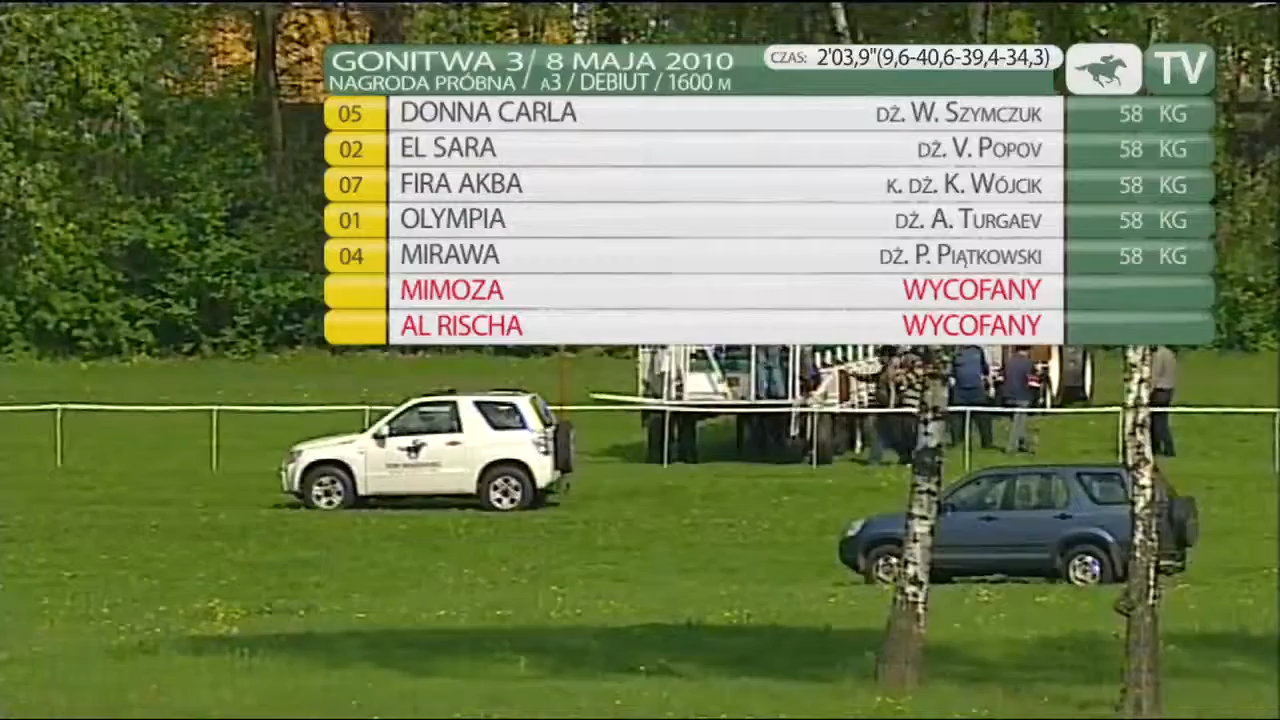 GONITWA 3 / 8 MAJA 2010 CZAS: 2'03,9"(9,6-40,6-39,4-34,3) TV
NAGRODA PRÓBNA / A3 / DEBIUT / 1600 M
05 DONNA CARLA DŻ. W. SZYMCZUK 58 KG
02 EL SARA DŻ. V. POPOV 58 KG
07 FIRA AKBA K. DŻ. K. WÓJCIK 58 KG
01 OLYMPIA DŻ. A. TURGAEV 58 KG
04 MIRAWA DŻ. P. PIĄTKOWSKI 58 KG
MIMOZA WYCOFANY
AL RISCHA WYCOFANY